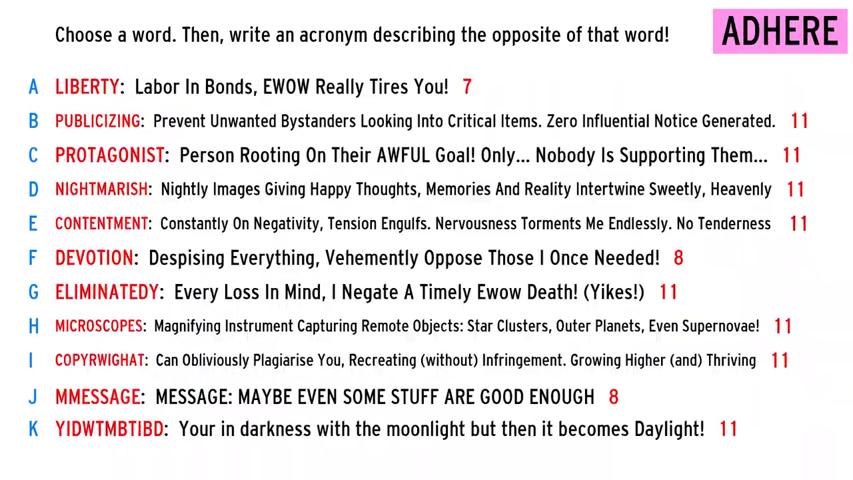 Choose a word. Then, write an acronym describing the opposite of that word!
ADHERE
A LIBERTY: Labor In Bonds, EWOW Really Tires You! 7
B PUBLICIZING: Prevent Unwanted Bystanders Looking Into Critical Items. Zero Influential Notice Generated. 11
C PROTAGONIST: Person Rooting On Their AWFUL Goal! Only... Nobody Is Supporting Them... 11
D NIGHTMARISH: Nightly Images Giving Happy Thoughts, Memories And Reality Intertwine Sweetly, Heavenly 11
E CONTENTMENT: Constantly On Negativity, Tension Engulfs. Nervousness Torments Me Endlessly. No Tenderness 11
F DEVOTION: Despising Everything, Vehemently Oppose Those I Once Needed! 8
G ELIMINATEDY: Every Loss In Mind, I Negate A Timely Ewow Death! (Yikes!) 11
H MICROSCOPES: Magnifying Instrument Capturing Remote Objects: Star Clusters, Outer Planets, Even Supernovae! 11
I COPYRWIGHAT: Can Obliviously Plagiarise You, Recreating (without) Infringement. Growing Higher (and) Thriving 11
J MMESSAGE: MESSAGE: MAYBE EVEN SOME STUFF ARE GOOD ENOUGH 8
K YIDWTMBTIBD: Your in darkness with the moonlight but then it becomes Daylight! 11